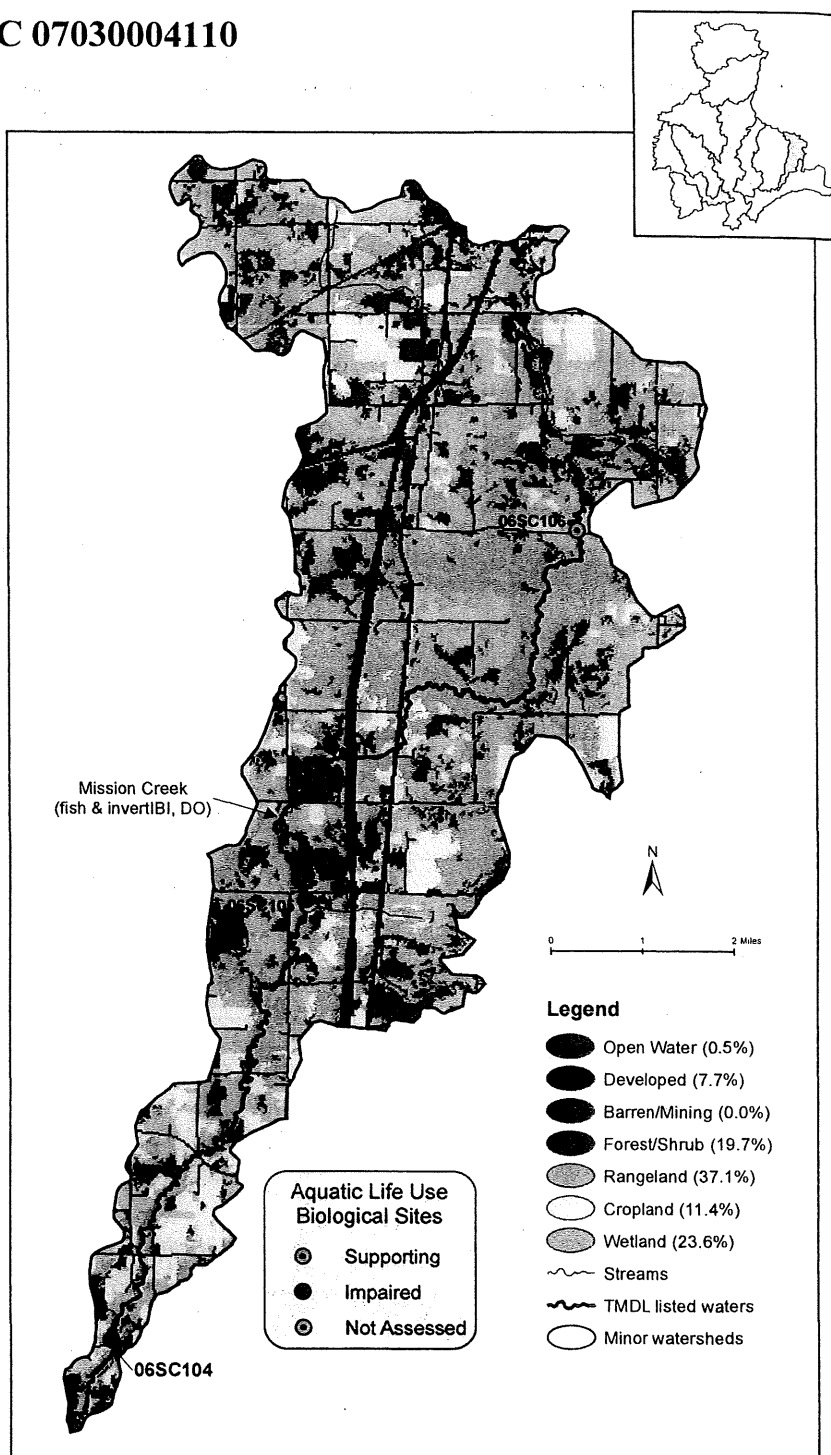 C 07030004110
06SC106
Mission Creek
(fish & invertIBI, DO)
N
0 1 2 Miles
Legend
Open Water (0.5%)
Developed (7.7%)
Barren/Mining (0.0%)
Forest/Shrub (19.7%)
Rangeland (37.1%)
Cropland (11.4%)
Wetland (23.6%)
Streams
TMDL listed waters
Minor watersheds
Aquatic Life Use
Biological Sites
Supporting
Impaired
Not Assessed
06SC104